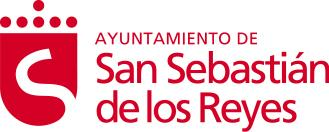 AYUNTAMIENTO DE
San Sebastián
de los Reyes